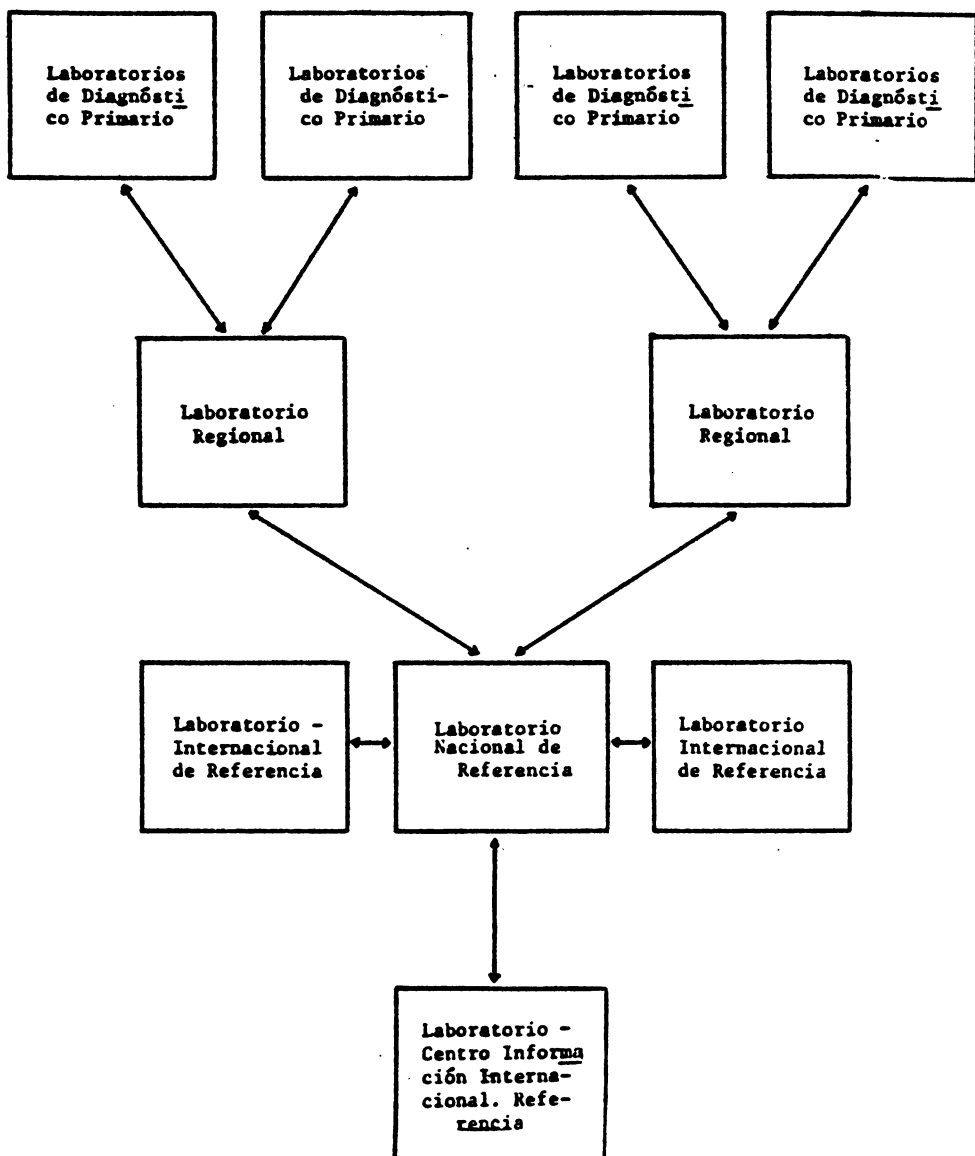 Laboratorios
de Diagnósti
co Primario
Laboratorios
de Diagnósti-
co Primario
Laboratorios
de Diagnósti
co Primario
Laboratorios
de Diagnósti
co Primario
Laboratorio
Regional
Laboratorio
Regional
Laboratorio -
Internacional
de Referencia
Laboratorio
Nacional de
Referencia
Laboratorio
Internacional
de Referencia
Laboratorio -
Centro Informa
ción Interna-
cional. Refe-
rencia